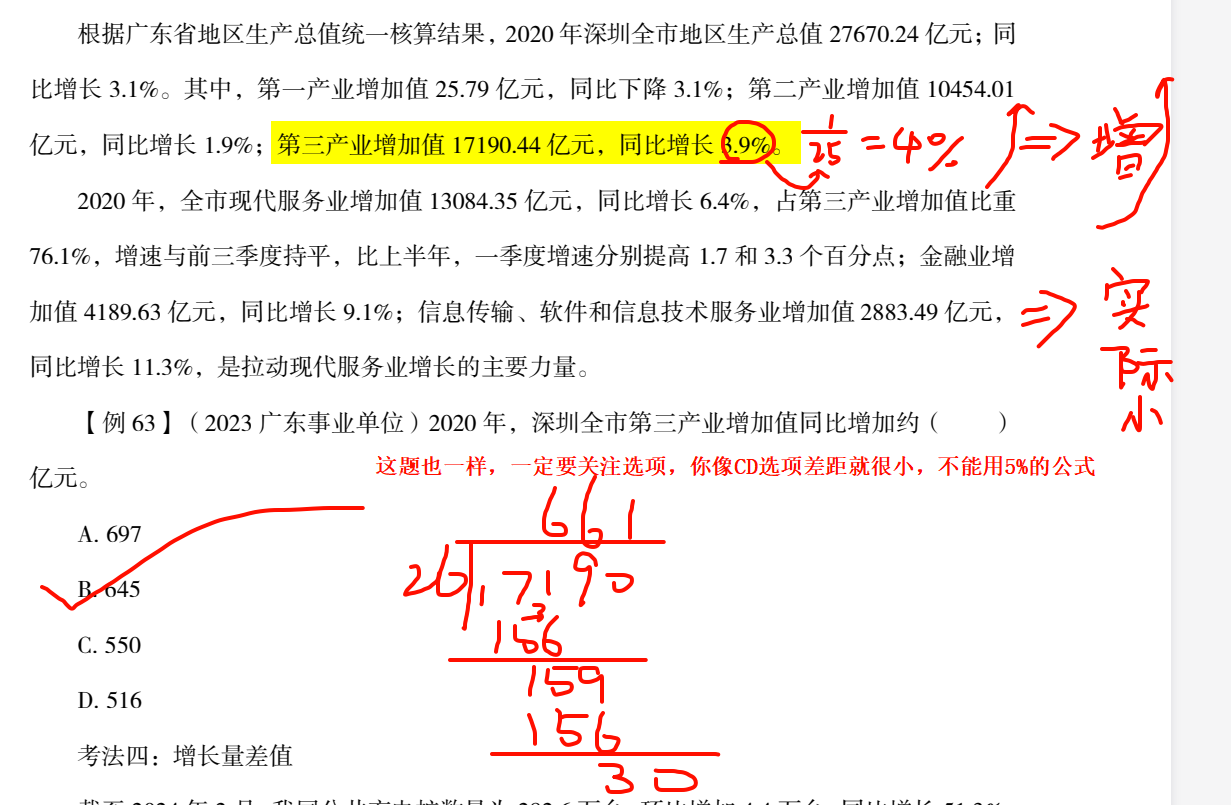 根据广东省地区生产总值统一核算结果，2020 年深圳全市地区生产总值 27670.24 亿元；同
比增长 3.1%。其中，第一产业增加值 25.79 亿元，同比下降 3.1%；第二产业增加值 10454.01
亿元，同比增长 1.9%；第三产业增加值 17190.44 亿元，同比增长 3.9%。 1/25 = 4% ⇒ 增
2020 年，全市现代服务业增加值 13084.35 亿元，同比增长 6.4%，占第三产业增加值比重
76.1%，增速与前三季度持平，比上半年，一季度增速分别提高 1.7 和 3.3 个百分点；金融业增
加值 4189.63 亿元，同比增长 9.1%；信息传输、软件和信息技术服务业增加值 2883.49 亿元， ⇒ 实
际
小
同比增长 11.3%，是拉动现代服务业增长的主要力量。
【例 63】（2023 广东事业单位）2020 年，深圳全市第三产业增加值同比增加约（ ）
这题也一样，一定要关注选项，你像CD选项差距就很小，不能用5%的公式
亿元。
A. 697
B. 645
C. 550
D. 516
661
26 17190
3
156
159
156
30
考法四：增长量差值